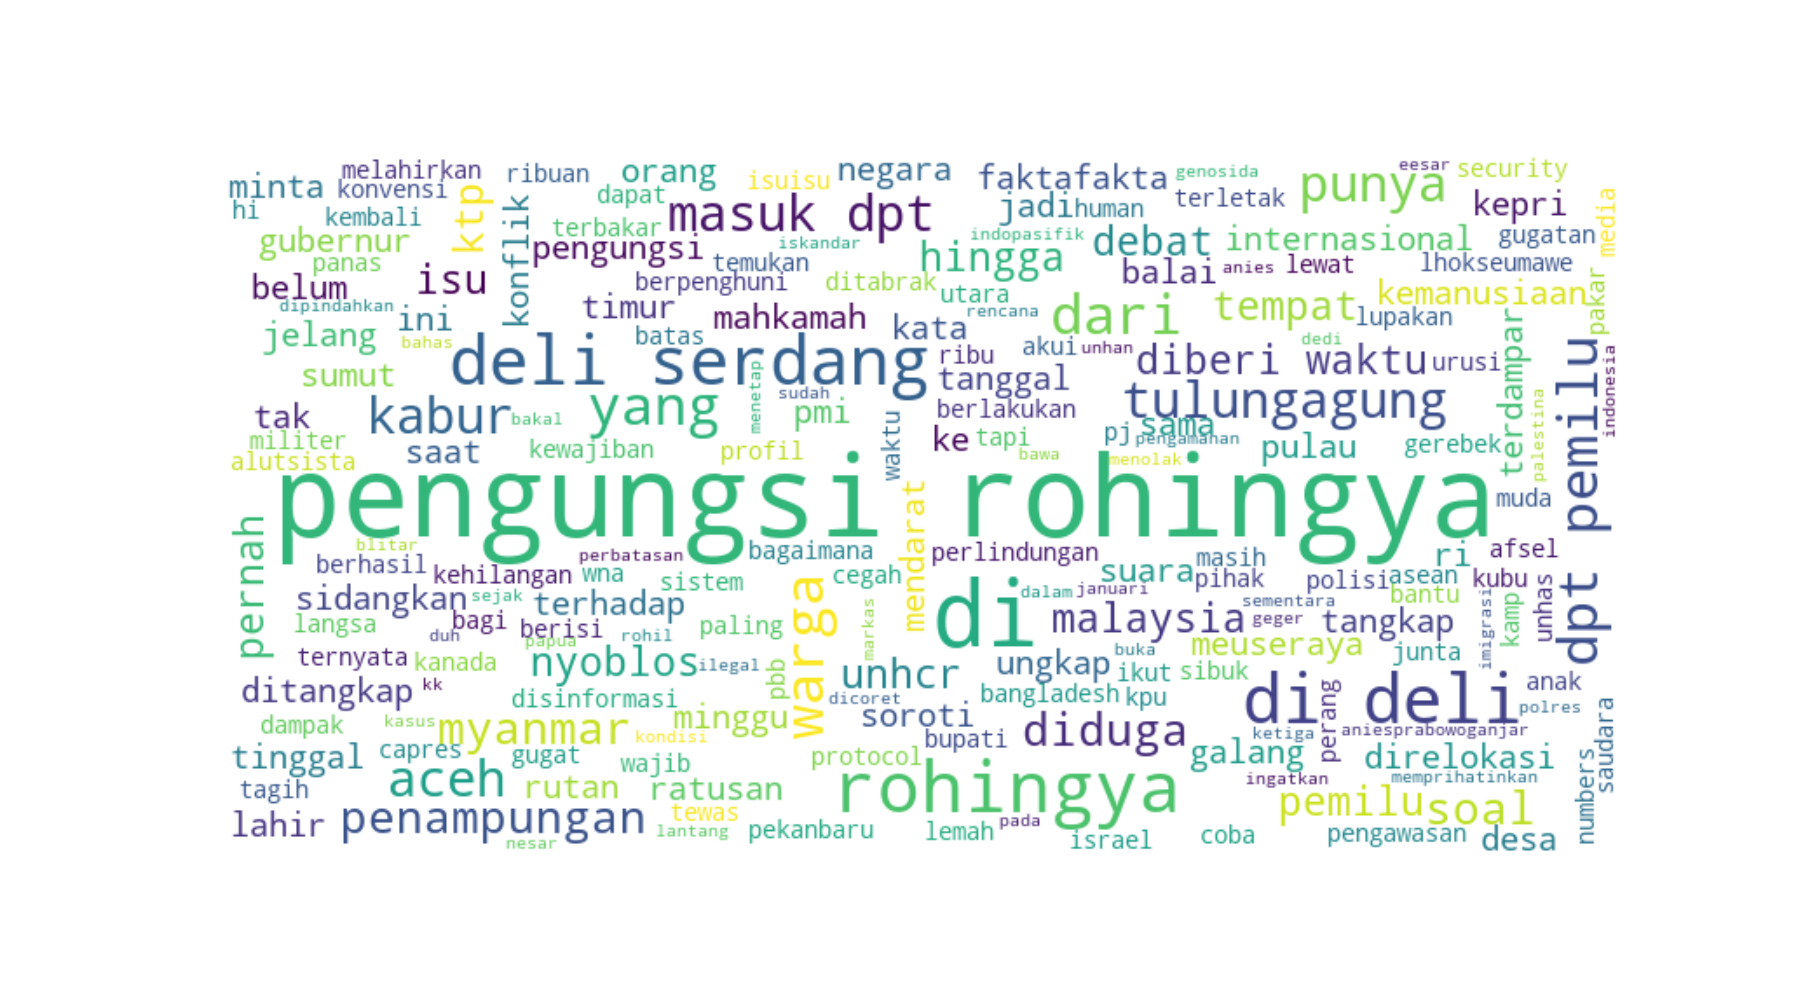 eesar
melahirkan
ribuan
orang
isuisu
negara
faktafakta
genosida
security
minta
konvensi
ktp
dapat
masuk dpt
jadi
human
terletak
punya
kepri
media
hi
kembali
konflik
terbakar
iskandar
indopasifik
debat
internasional
gugatan
gubernur
panas
pengungsi
temukan
hingga
balai
anies
lewat
lhokseumawe
belum
isu
berpenghuni
ditabrak
utara
kemanusiaan
pakar
dipindahkan
ini
timur
mahkamah
kata
rencana
dari
tempat
lupakan
jelang
bahas
batas
ribu
akui
unhan
dedi
terdampar
sumut
deli serdang
menetap
sudah
tanggal
diberi waktu
urusi
indonesia
dpt pemilu
tak
kabur
bakal
yang
pmi
waktu
berlakukan
tulungagung
palestina
militer
saat
kewajiban
profil
ke
tapi
pj
sama
pengamahan
pulau
gerebek
alutsista
bawa
menolak
pengungsi rohingya
muda
pernah
blitar
perbatasan
bagaimana
mendarat
perlindungan
masih
ri
afsel
berhasil
kehilangan
wna
sistem
cegah
suara
pihak
polisi
asean
kubu
sidangkan
sejak
terhadap
warga
di
dalam
januari
sementara
bantu
kamp
unhas
langsa
bagi
berisi
rohil
paling
markas
malaysia
geger
tangkap
imigrasi
duh
papua
ternyata
kanada
nyoblos
ilegal
pbb
unhcr
ungkap
buka
meuseraya
junta
ikut
sibuk
ditangkap
kk
disinformasi
dicoret
bangladesh
kpu
di deli
anak
polres
dampak
kasus
myanmar
kondisi
minggu
soroti
bupati
diduga
ketiga
perang
aniesprabowoganjar
saudara
tinggal
capres
gugat
wajib
protocol
galang
direlokasi
tagih
aceh
rutan
ratusan
rohingya
ingatkan
memprihatinkan
numbers
lahir
penampungan
tewas
lantang
pekanbaru
lemah
pada
pemilu
soal
nesar
israel
coba
pengawasan
desa